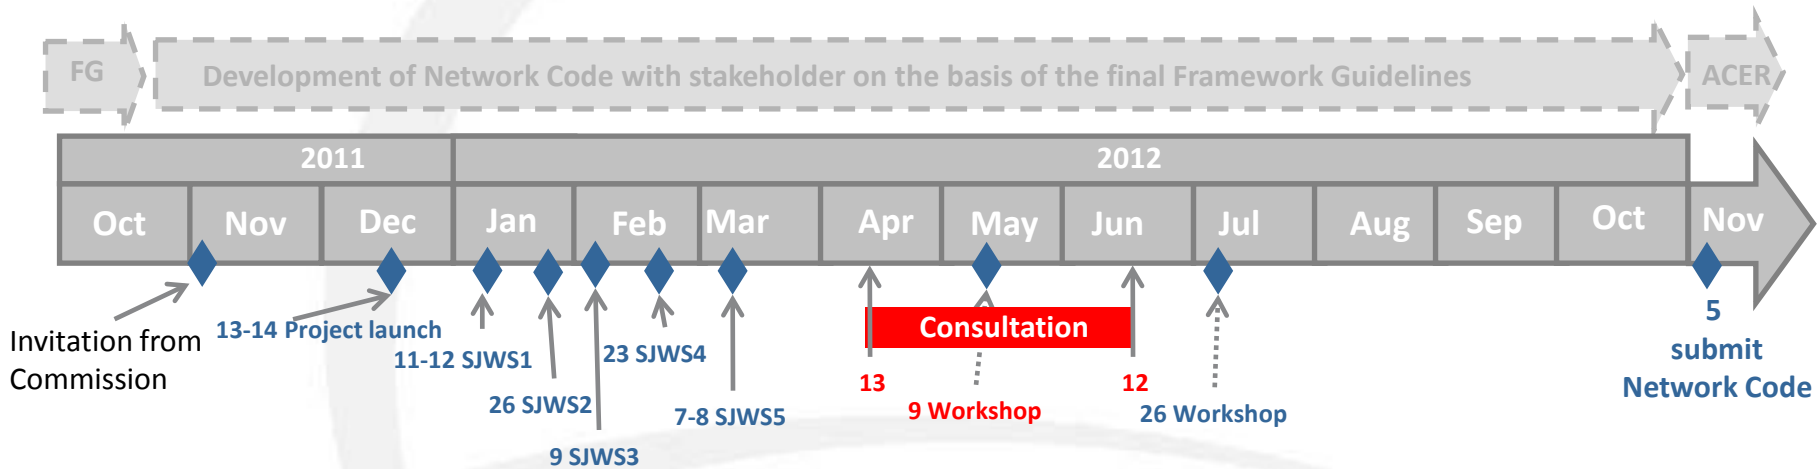 FG
Development of Network Code with stakeholder on the basis of the final Framework Guidelines
ACER
2011
2012
Oct
Nov
Dec
Jan
Feb
Mar
Apr
May
Jun
Jul
Aug
Sep
Oct
Nov
Invitation from
Commission
13-14 Project launch
11-12 SJWS1
26 SJWS2
9 SJWS3
23 SJWS4
7-8 SJWS5
Consultation
13
12
9 Workshop
26 Workshop
5
submit
Network Code